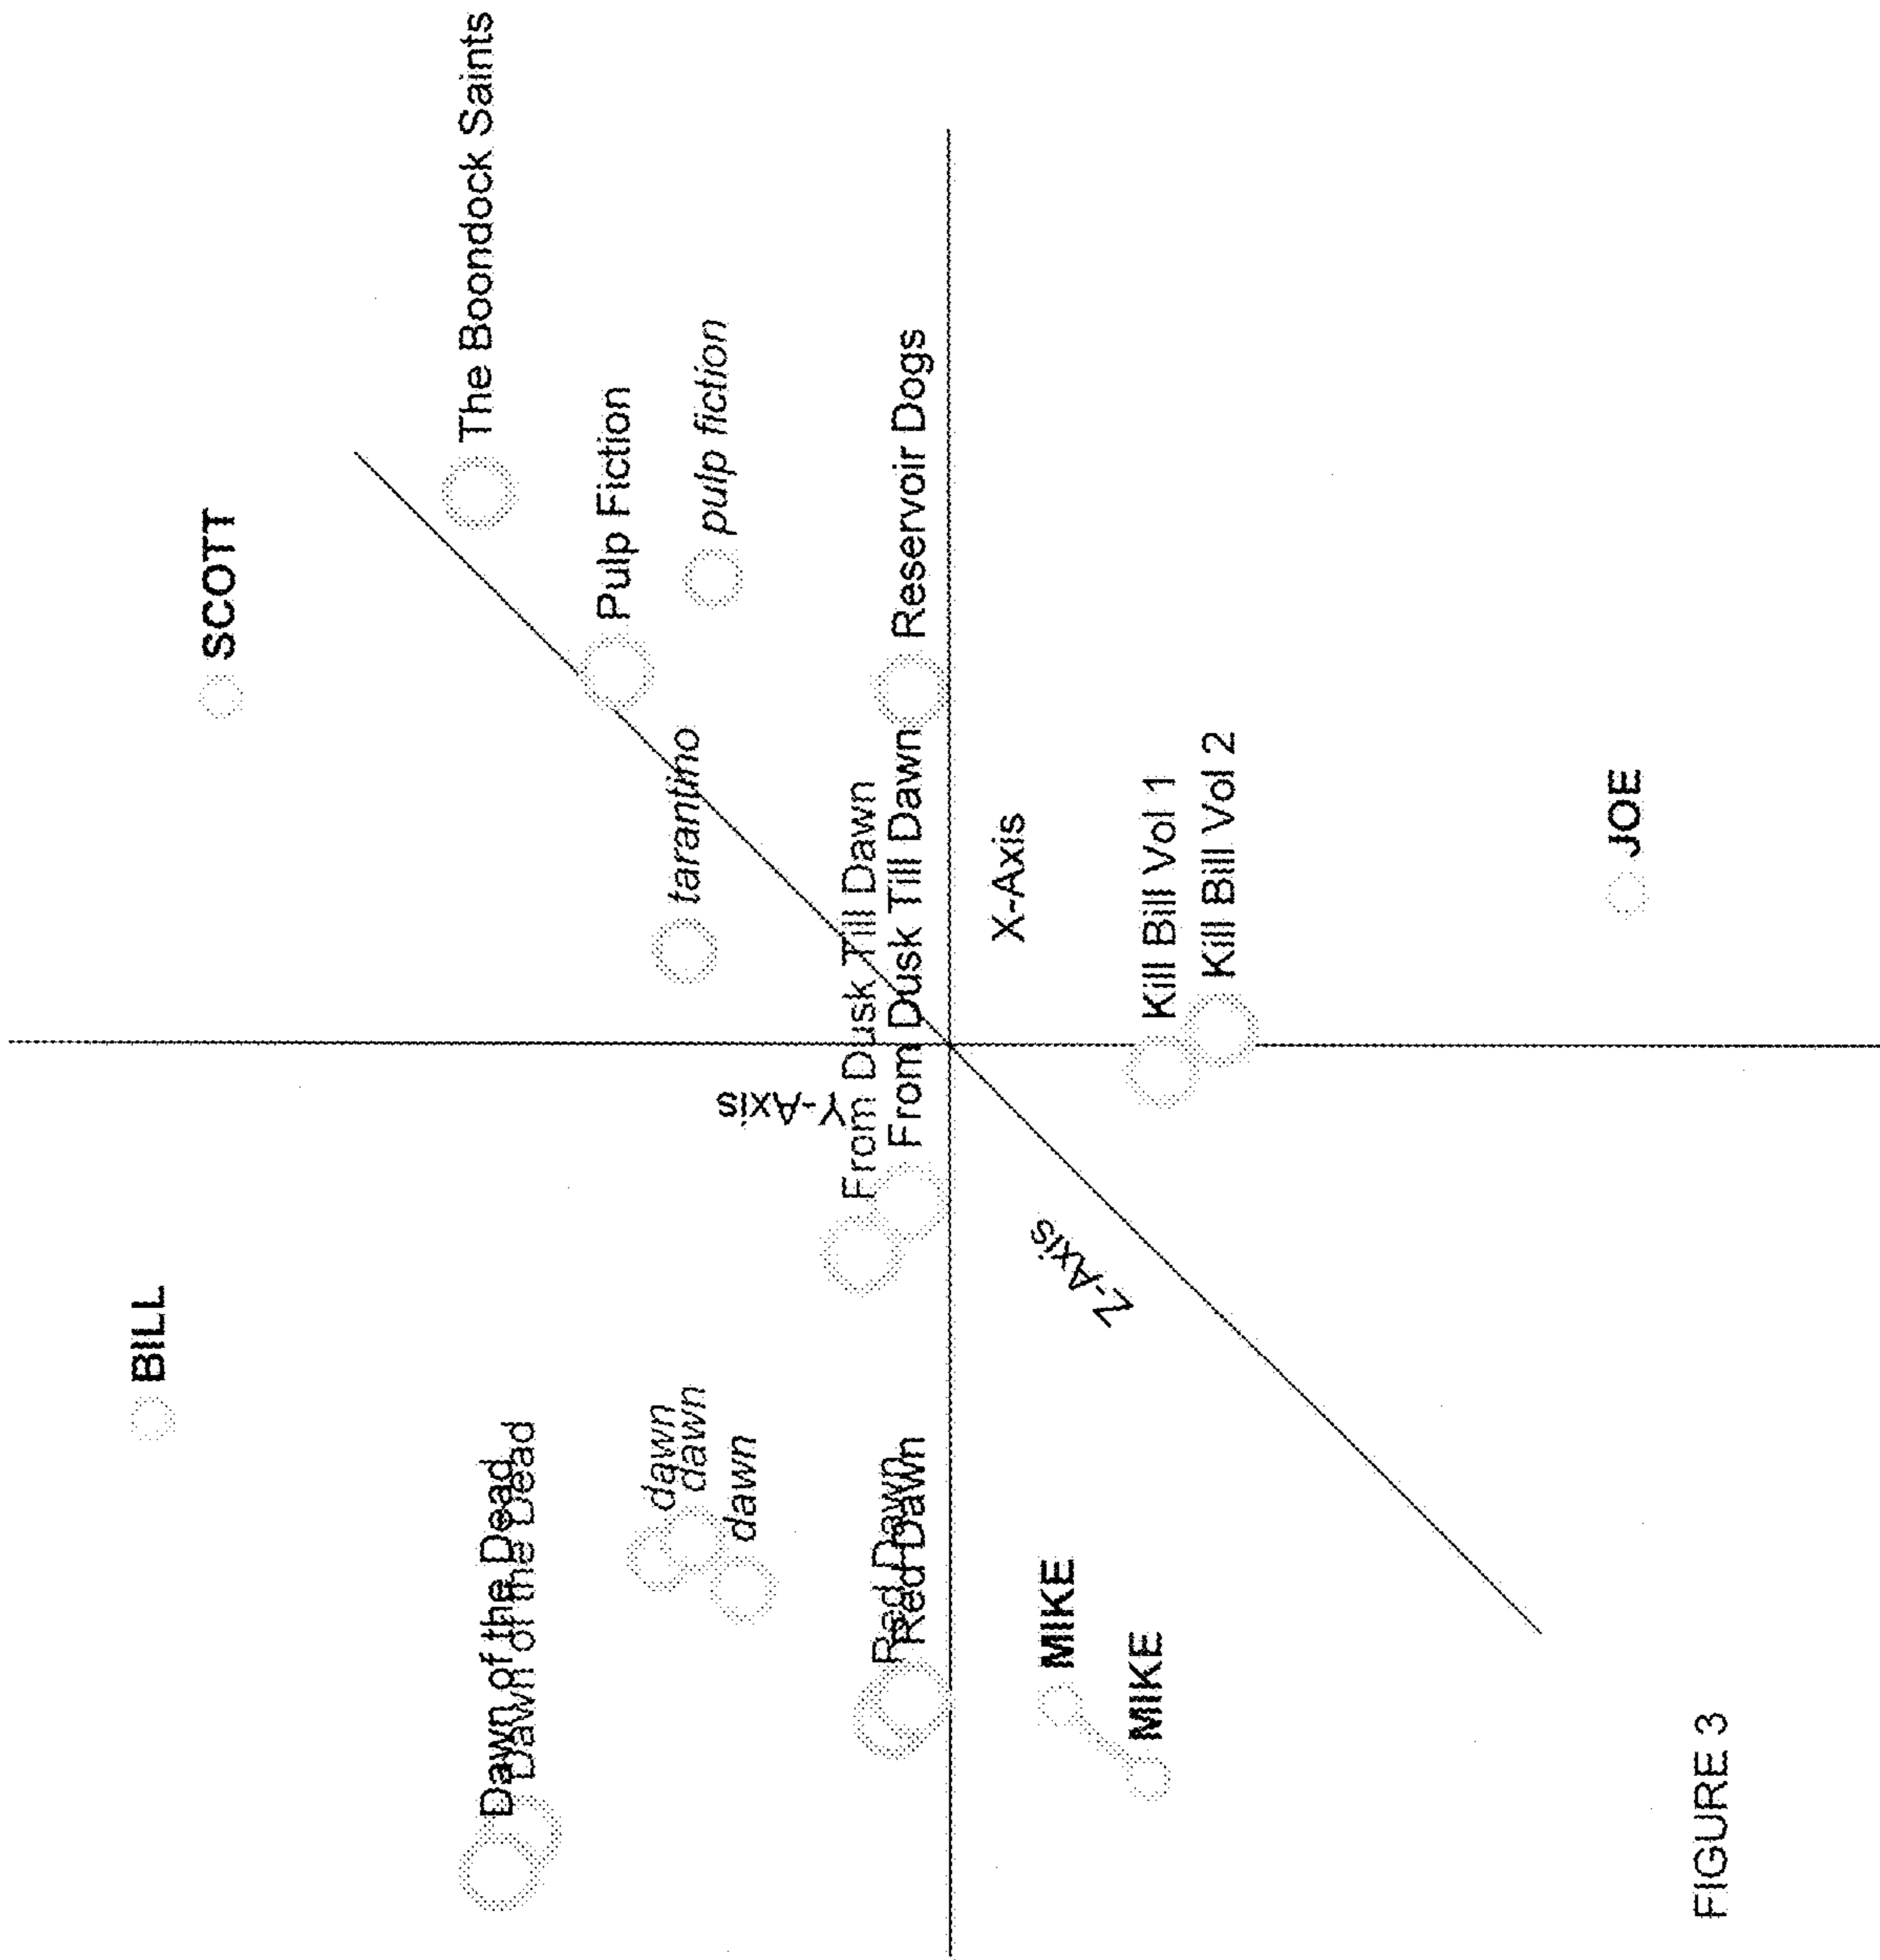 BILL
SCOTT
The Boondock Saints
Dawn of the Dead
Dawn of the Dead
Pulp Fiction
dawn
dawn
dawn
tarantino
pulp fiction
Y-Axis
From Dusk Till Dawn
From Dusk Till Dawn
Reservoir Dogs
Red Dawn
Red Dawn
X-Axis
MIKE
MIKE
Z-Axis
Kill Bill Vol 1
Kill Bill Vol 2
JOE
FIGURE 3